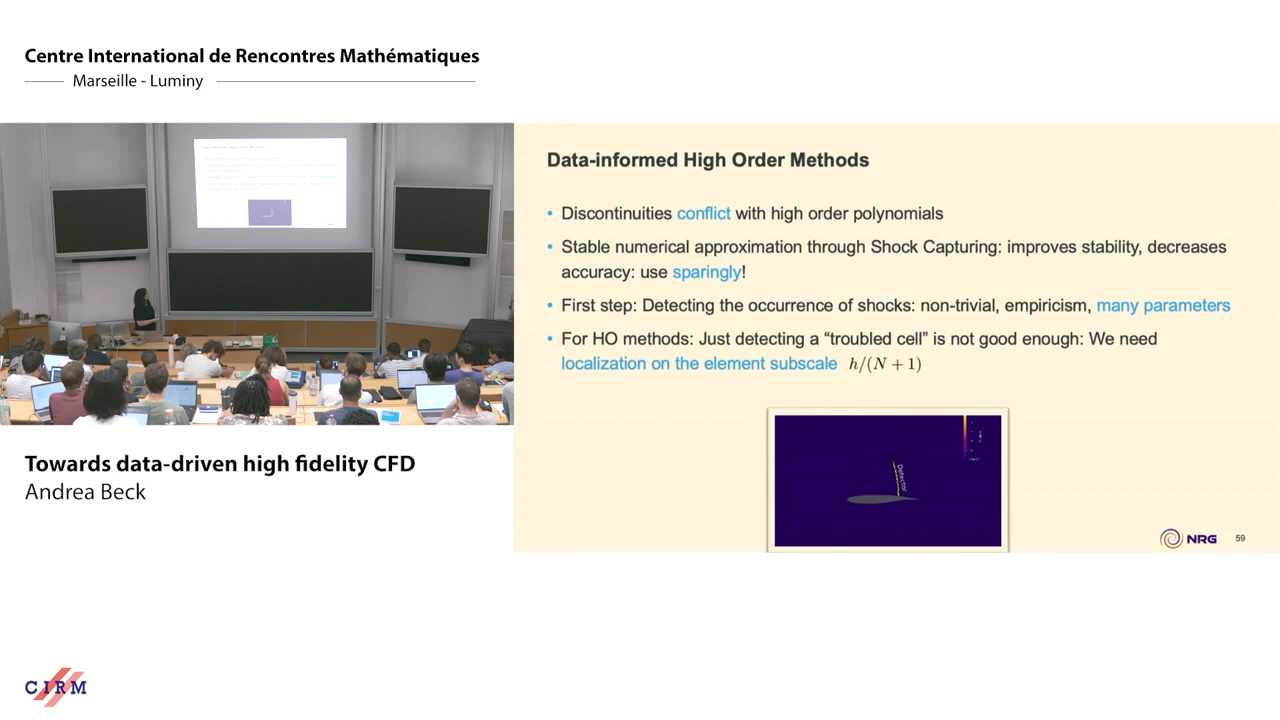 Centre International de Rencontres Mathématiques
Marseille - Luminy
Data-informed High Order Methods
• Discontinuities conflict with high order polynomials
• Stable numerical approximation through Shock Capturing: improves stability, decreases
accuracy: use sparingly!
• First step: Detecting the occurrence of shocks: non-trivial, empiricism, many parameters
• For HO methods: Just detecting a “troubled cell” is not good enough: We need
localization on the element subscale h/(N + 1)
Detector
NRG 59
Towards data-driven high fidelity CFD
Andrea Beck
CIRM